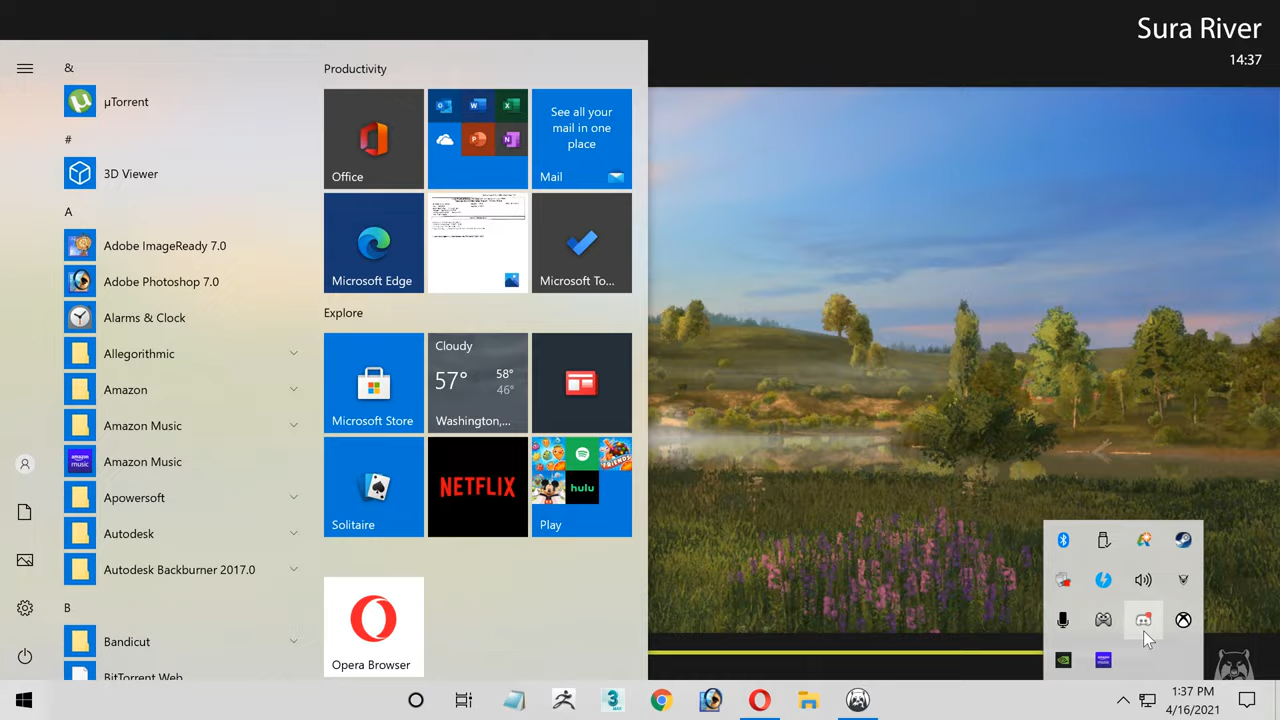 Sura River
14:37
&
µTorrent
#
3D Viewer
A
Adobe ImageReady 7.0
Adobe Photoshop 7.0
Alarms & Clock
Allegorithmic
Amazon
Amazon Music
Amazon Music
Apowersoft
Autodesk
Autodesk Backburner 2017.0
B
Bandicut
BitTorrent Web
Productivity
Office
See all your
mail in one
place
Mail
Microsoft Edge
Microsoft To...
Explore
Microsoft Store
Cloudy
57° 58°
46°
Washington,...
Solitaire
NETFLIX
hulu
Play
Opera Browser
1:37 PM
4/16/2021